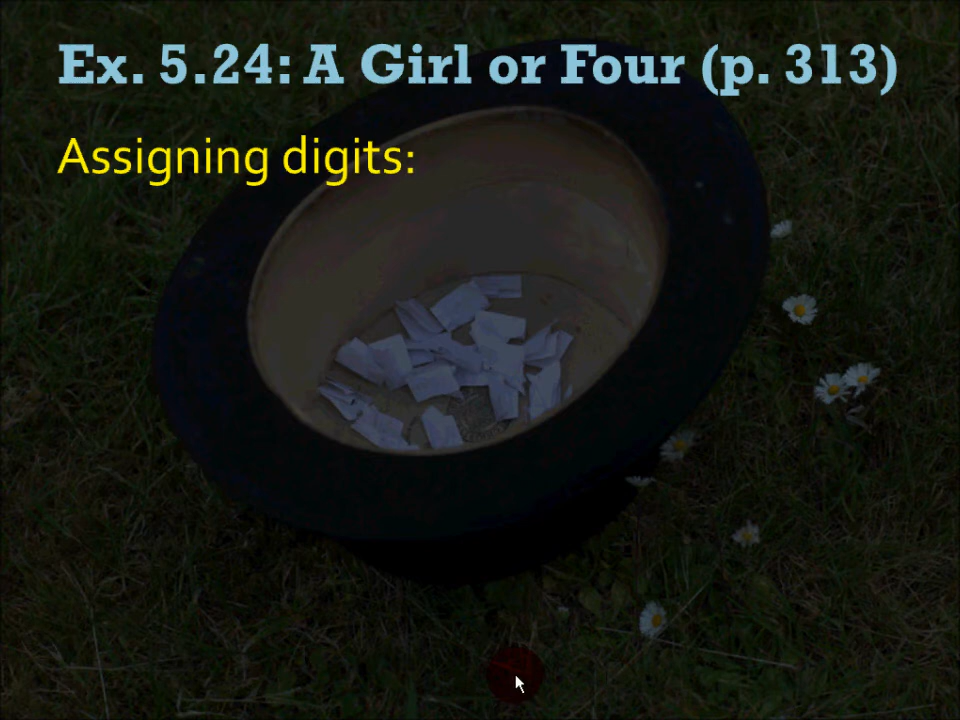 Ex. 5.24: A Girl or Four (p. 313)
Assigning digits: